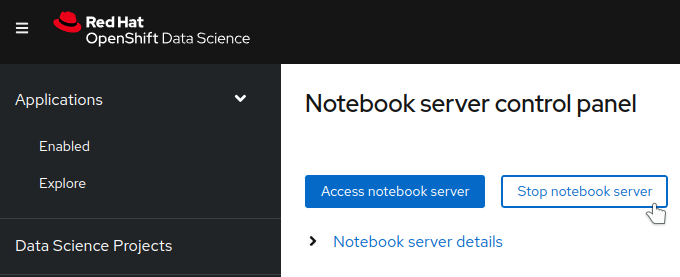 Red Hat
OpenShift Data Science
Applications
Enabled
Explore
Data Science Projects
Notebook server control panel
Access notebook server
Stop notebook server
Notebook server details